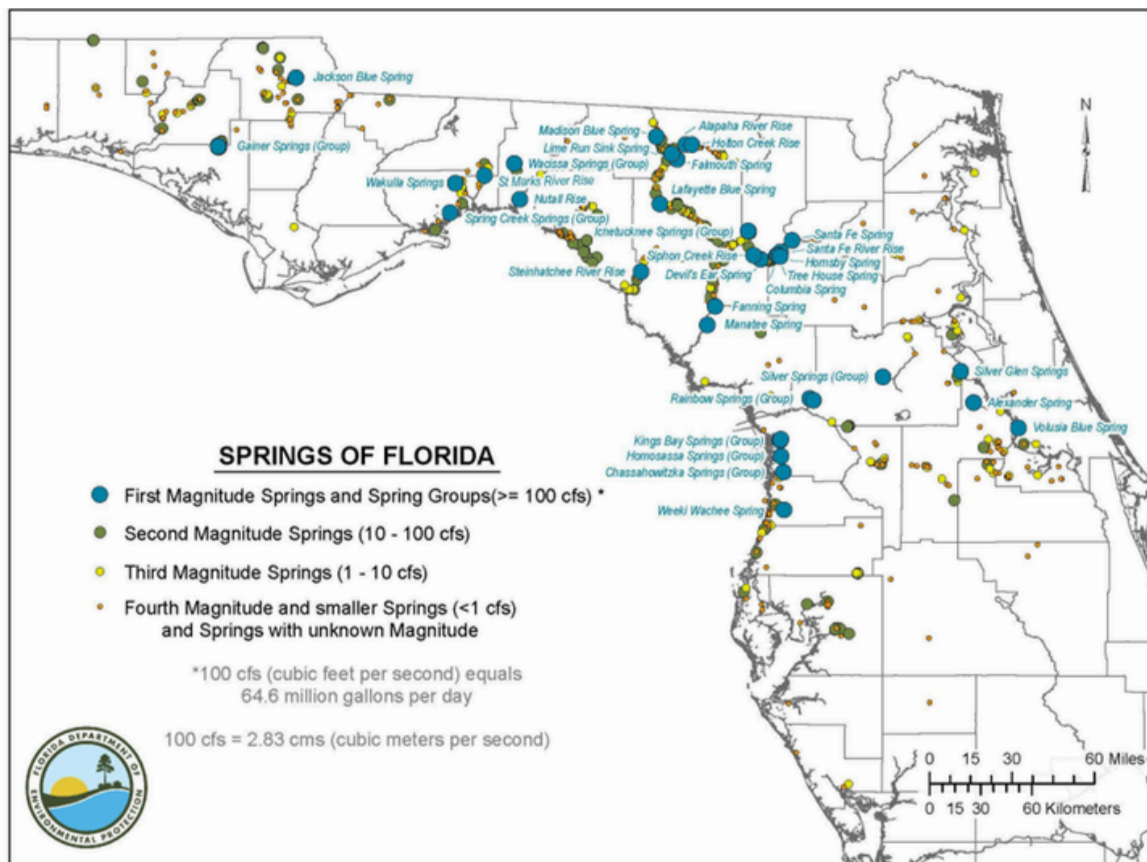 Jackson Blue Spring
Gainer Springs (Group)
Madison Blue Spring
Alapaha River Rise
Lime Run Sink Spring
Holton Creek Rise
Wacissa Springs (Group)
Falmouth Spring
Wakulla Springs
St Marks River Rise
Lafayette Blue Spring
Nutall Rise
Spring Creek Springs (Group)
Ichetucknee Springs (Group)
Santa Fe Spring
Siphon Creek Rise
Santa Fe River Rise
Steinhatchee River Rise
Devil's Ear Spring
Hornsby Spring
Tree House Spring
Columbia Spring
Fanning Spring
Manatee Spring
Silver Springs (Group)
Silver Glen Springs
Rainbow Springs (Group)
Alexander Spring
Volusia Blue Spring
Kings Bay Springs (Group)
Homosassa Springs (Group)
Chassahowitzka Springs (Group)
Weeki Wachee Spring
N
SPRINGS OF FLORIDA
First Magnitude Springs and Spring Groups(>= 100 cfs) *
Second Magnitude Springs (10 - 100 cfs)
Third Magnitude Springs (1 - 10 cfs)
Fourth Magnitude and smaller Springs (<1 cfs)
and Springs with unknown Magnitude
*100 cfs (cubic feet per second) equals
64.6 million gallons per day
100 cfs = 2.83 cms (cubic meters per second)
FLORIDA DEPARTMENT OF
ENVIRONMENTAL PROTECTION
0 15 30 60 Miles
0 15 30 60 Kilometers